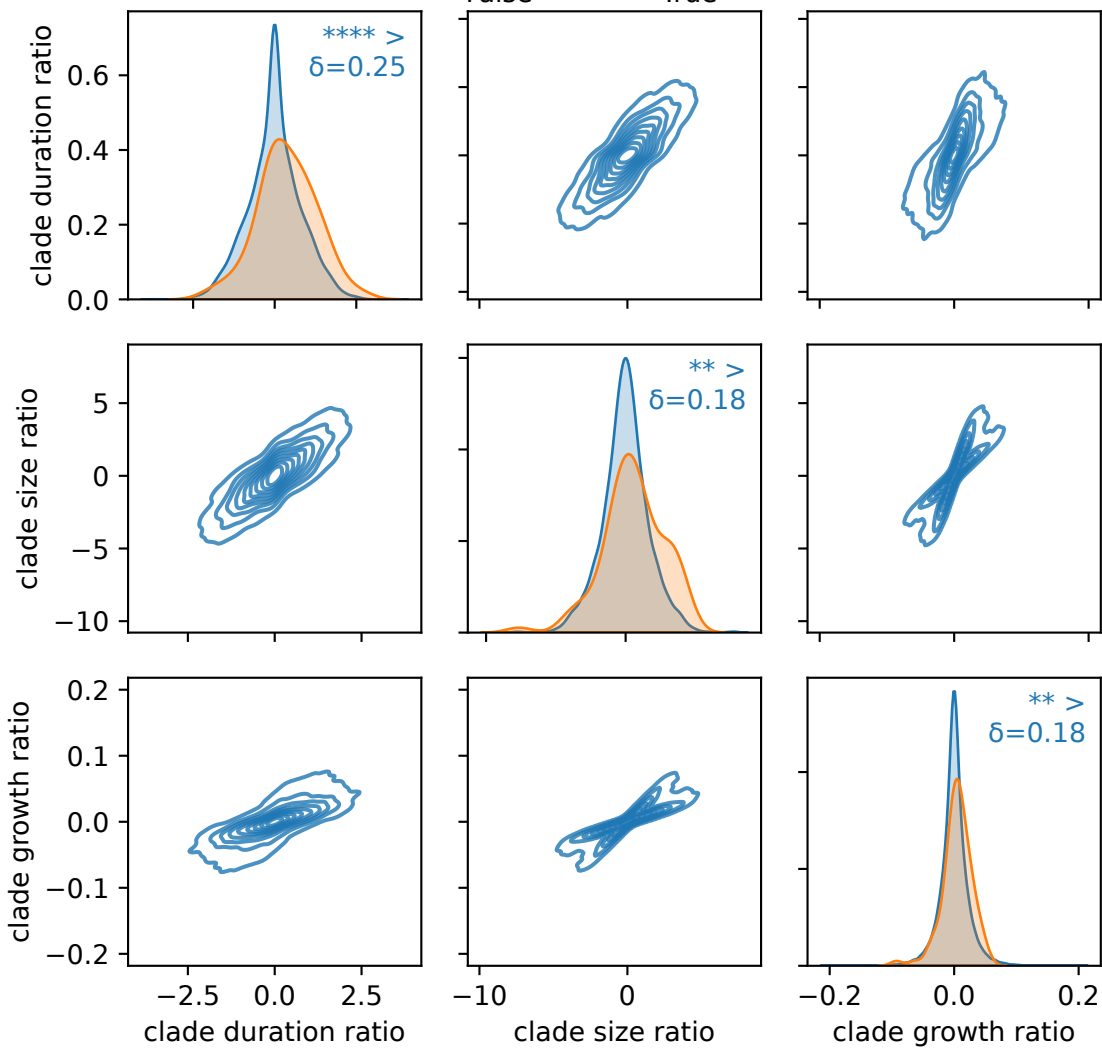 clade duration ratio
0.6
0.4
0.2
0.0
**** >
δ=0.25
clade size ratio
5
0
−5
−10
** >
δ=0.18
clade growth ratio
0.2
0.1
0.0
−0.1
−0.2
** >
δ=0.18
−2.5 0.0 2.5
−10 0
−0.2 0.0 0.2
clade duration ratio
clade size ratio
clade growth ratio